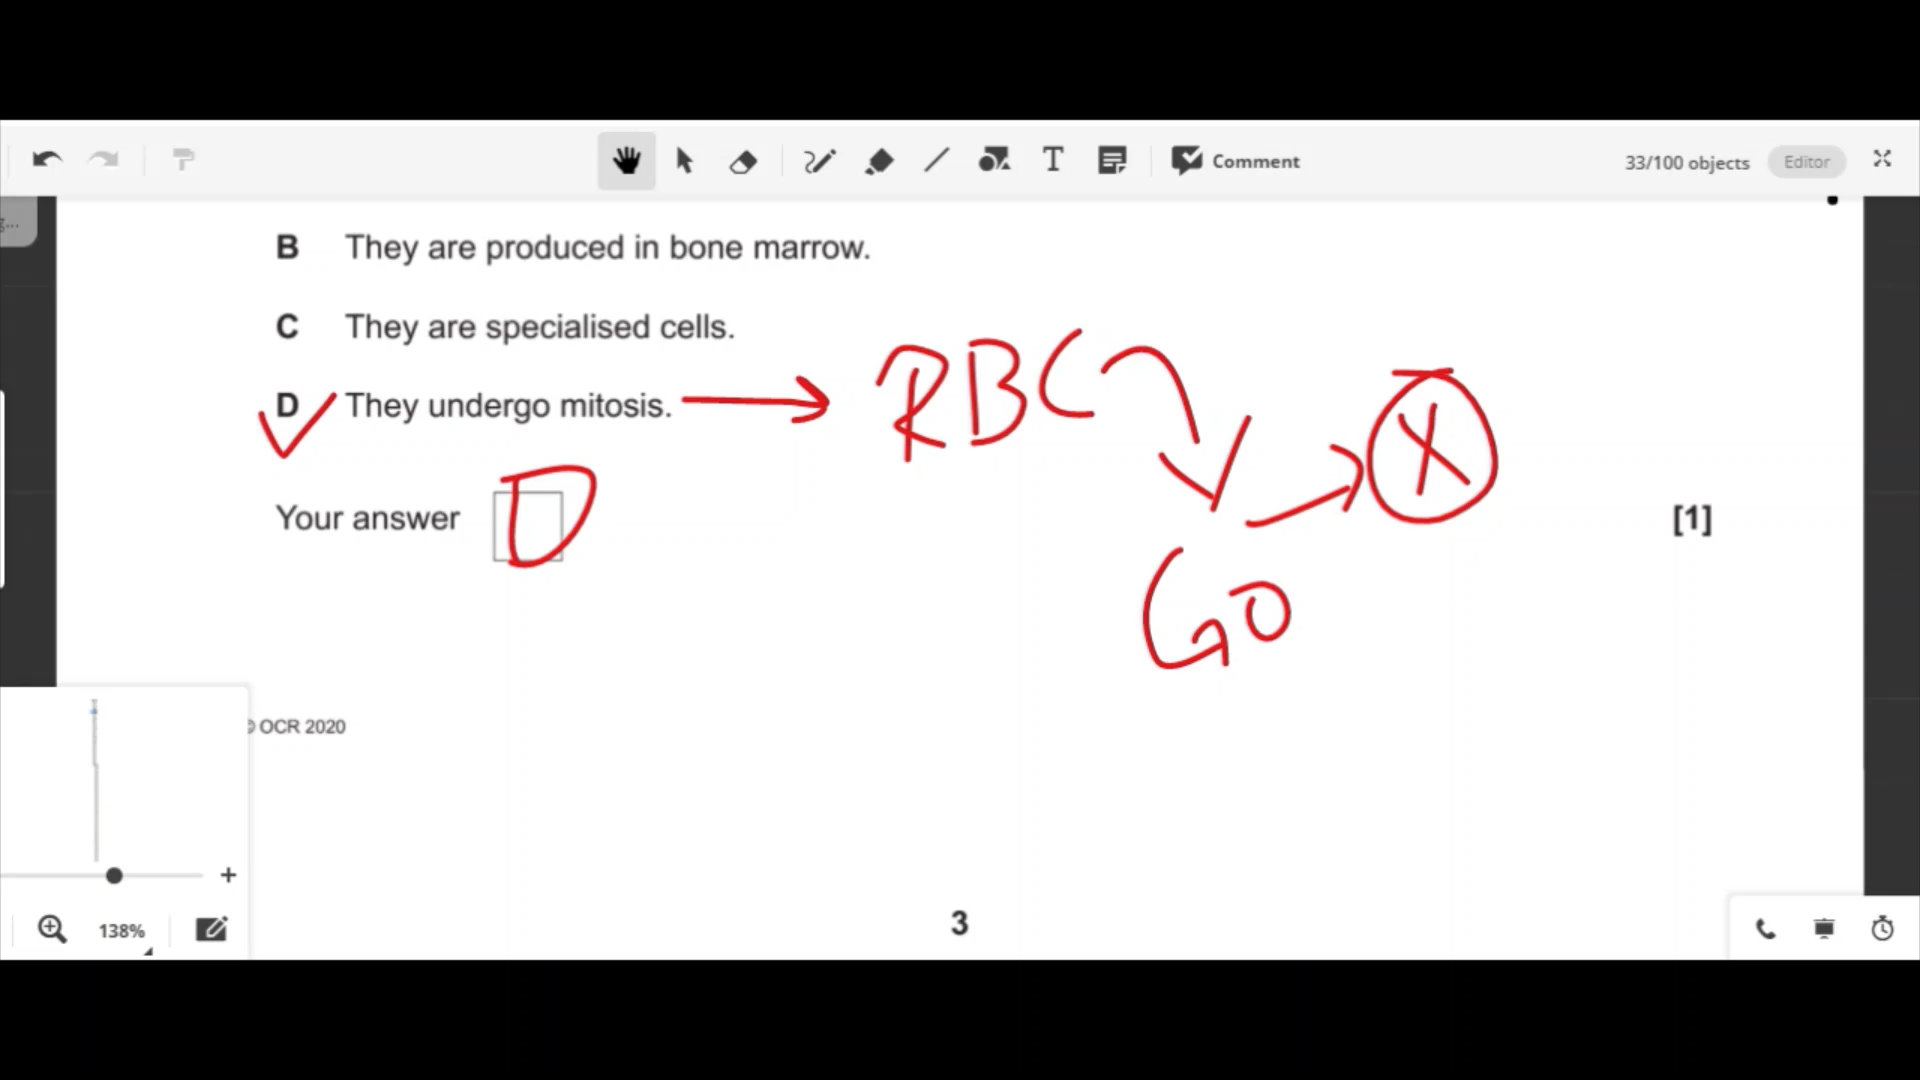 Comment
33/100 objects
Editor
g...
B They are produced in bone marrow.
C They are specialised cells.
D They undergo mitosis. → RBC
X
Your answer D
[1]
G0
© OCR 2020
138%
3